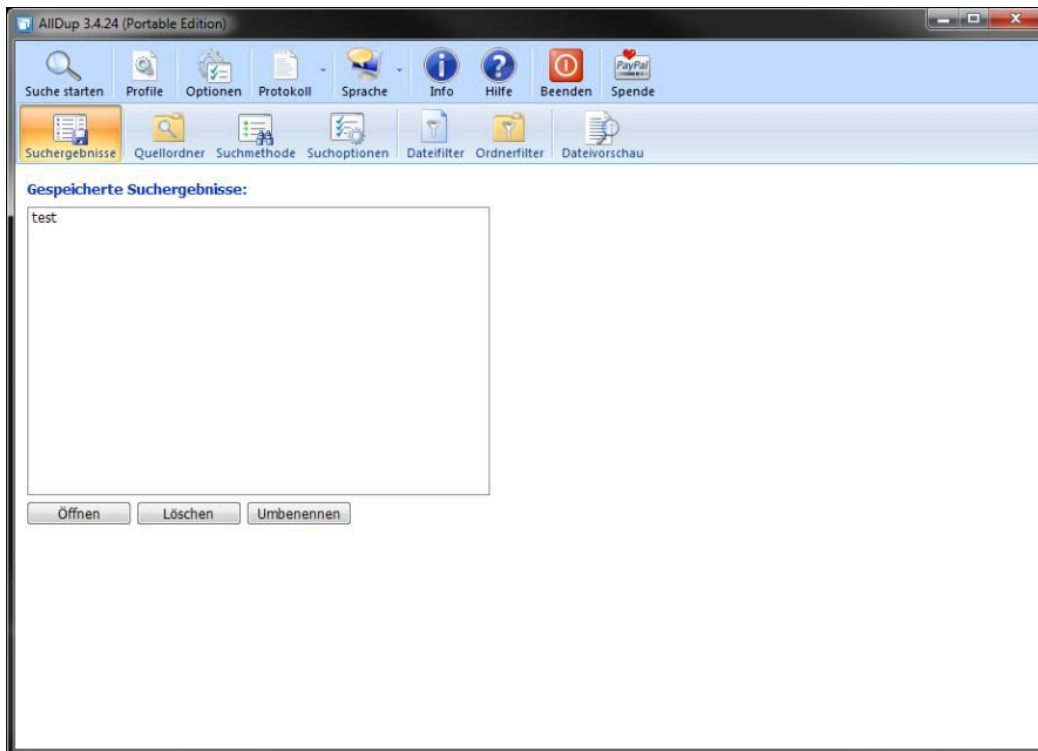 AllDup 3.4.24 (Portable Edition)
PayPal
Suche starten Profile Optionen Protokoll Sprache Info Hilfe Beenden Spende
Suchergebnisse Quellordner Suchmethode Suchoptionen Dateifilter Ordnerfilter Dateivorschau
Gespeicherte Suchergebnisse:
test
Öffnen Löschen Umbenennen